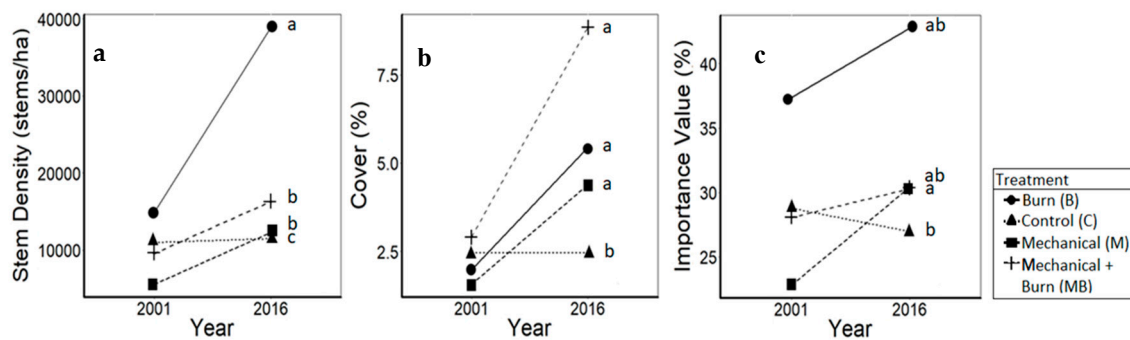 a
Stem Density (stems/ha)
40000
30000
20000
10000
a
b
b
c
2001
2016
Year
b
Cover (%)
7.5
5.0
2.5
a
a
a
b
2001
2016
Year
c
Importance Value (%)
40
35
30
25
ab
ab
a
b
2001
2016
Year
Treatment
Burn (B)
Control (C)
Mechanical (M)
Mechanical +
Burn (MB)